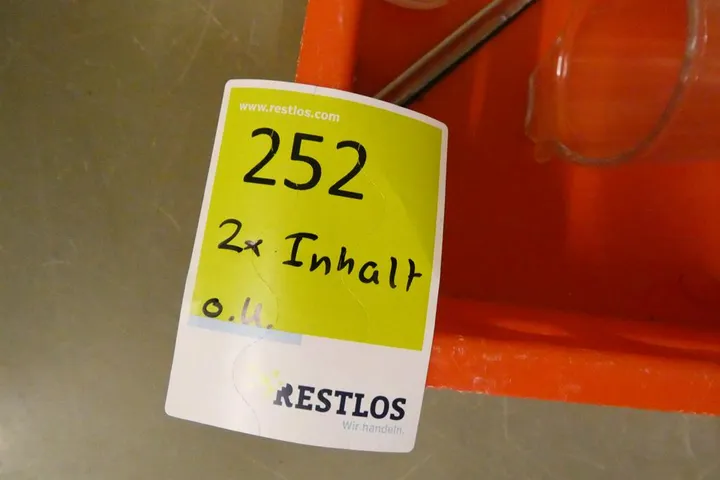 www.restlos.com
252
2x Inhalt
o.U.
RESTLOS
Wir handeln.